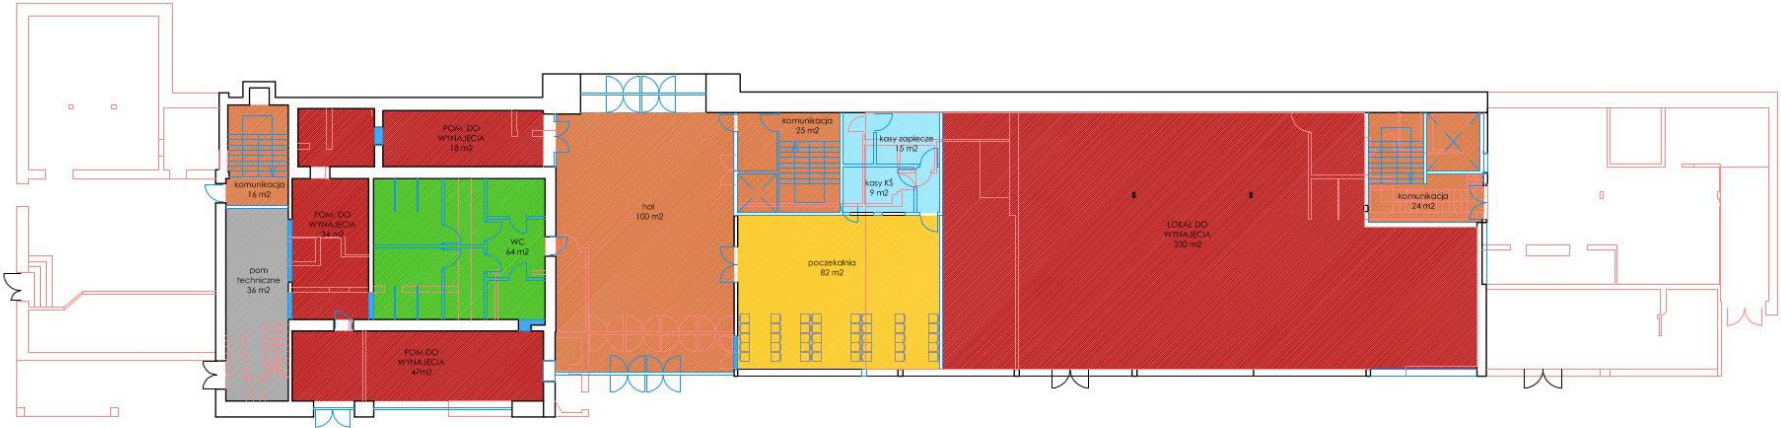 POM. DO
WYNAJĘCIA
18 m2
komunikacja
16 m2
POM. DO
WYNAJĘCIA
34 m2
WC
64 m2
pom
techniczne
36 m2
POM.DO
WYNAJĘCIA
47m2
hol
100 m2
komunikacja
25 m2
kasy zaplecze
15 m2
kasy KŚ
9 m2
poczekalnia
82 m2
LOKAL DO
WYNAJĘCIA
330 m2
komunikacja
24 m2